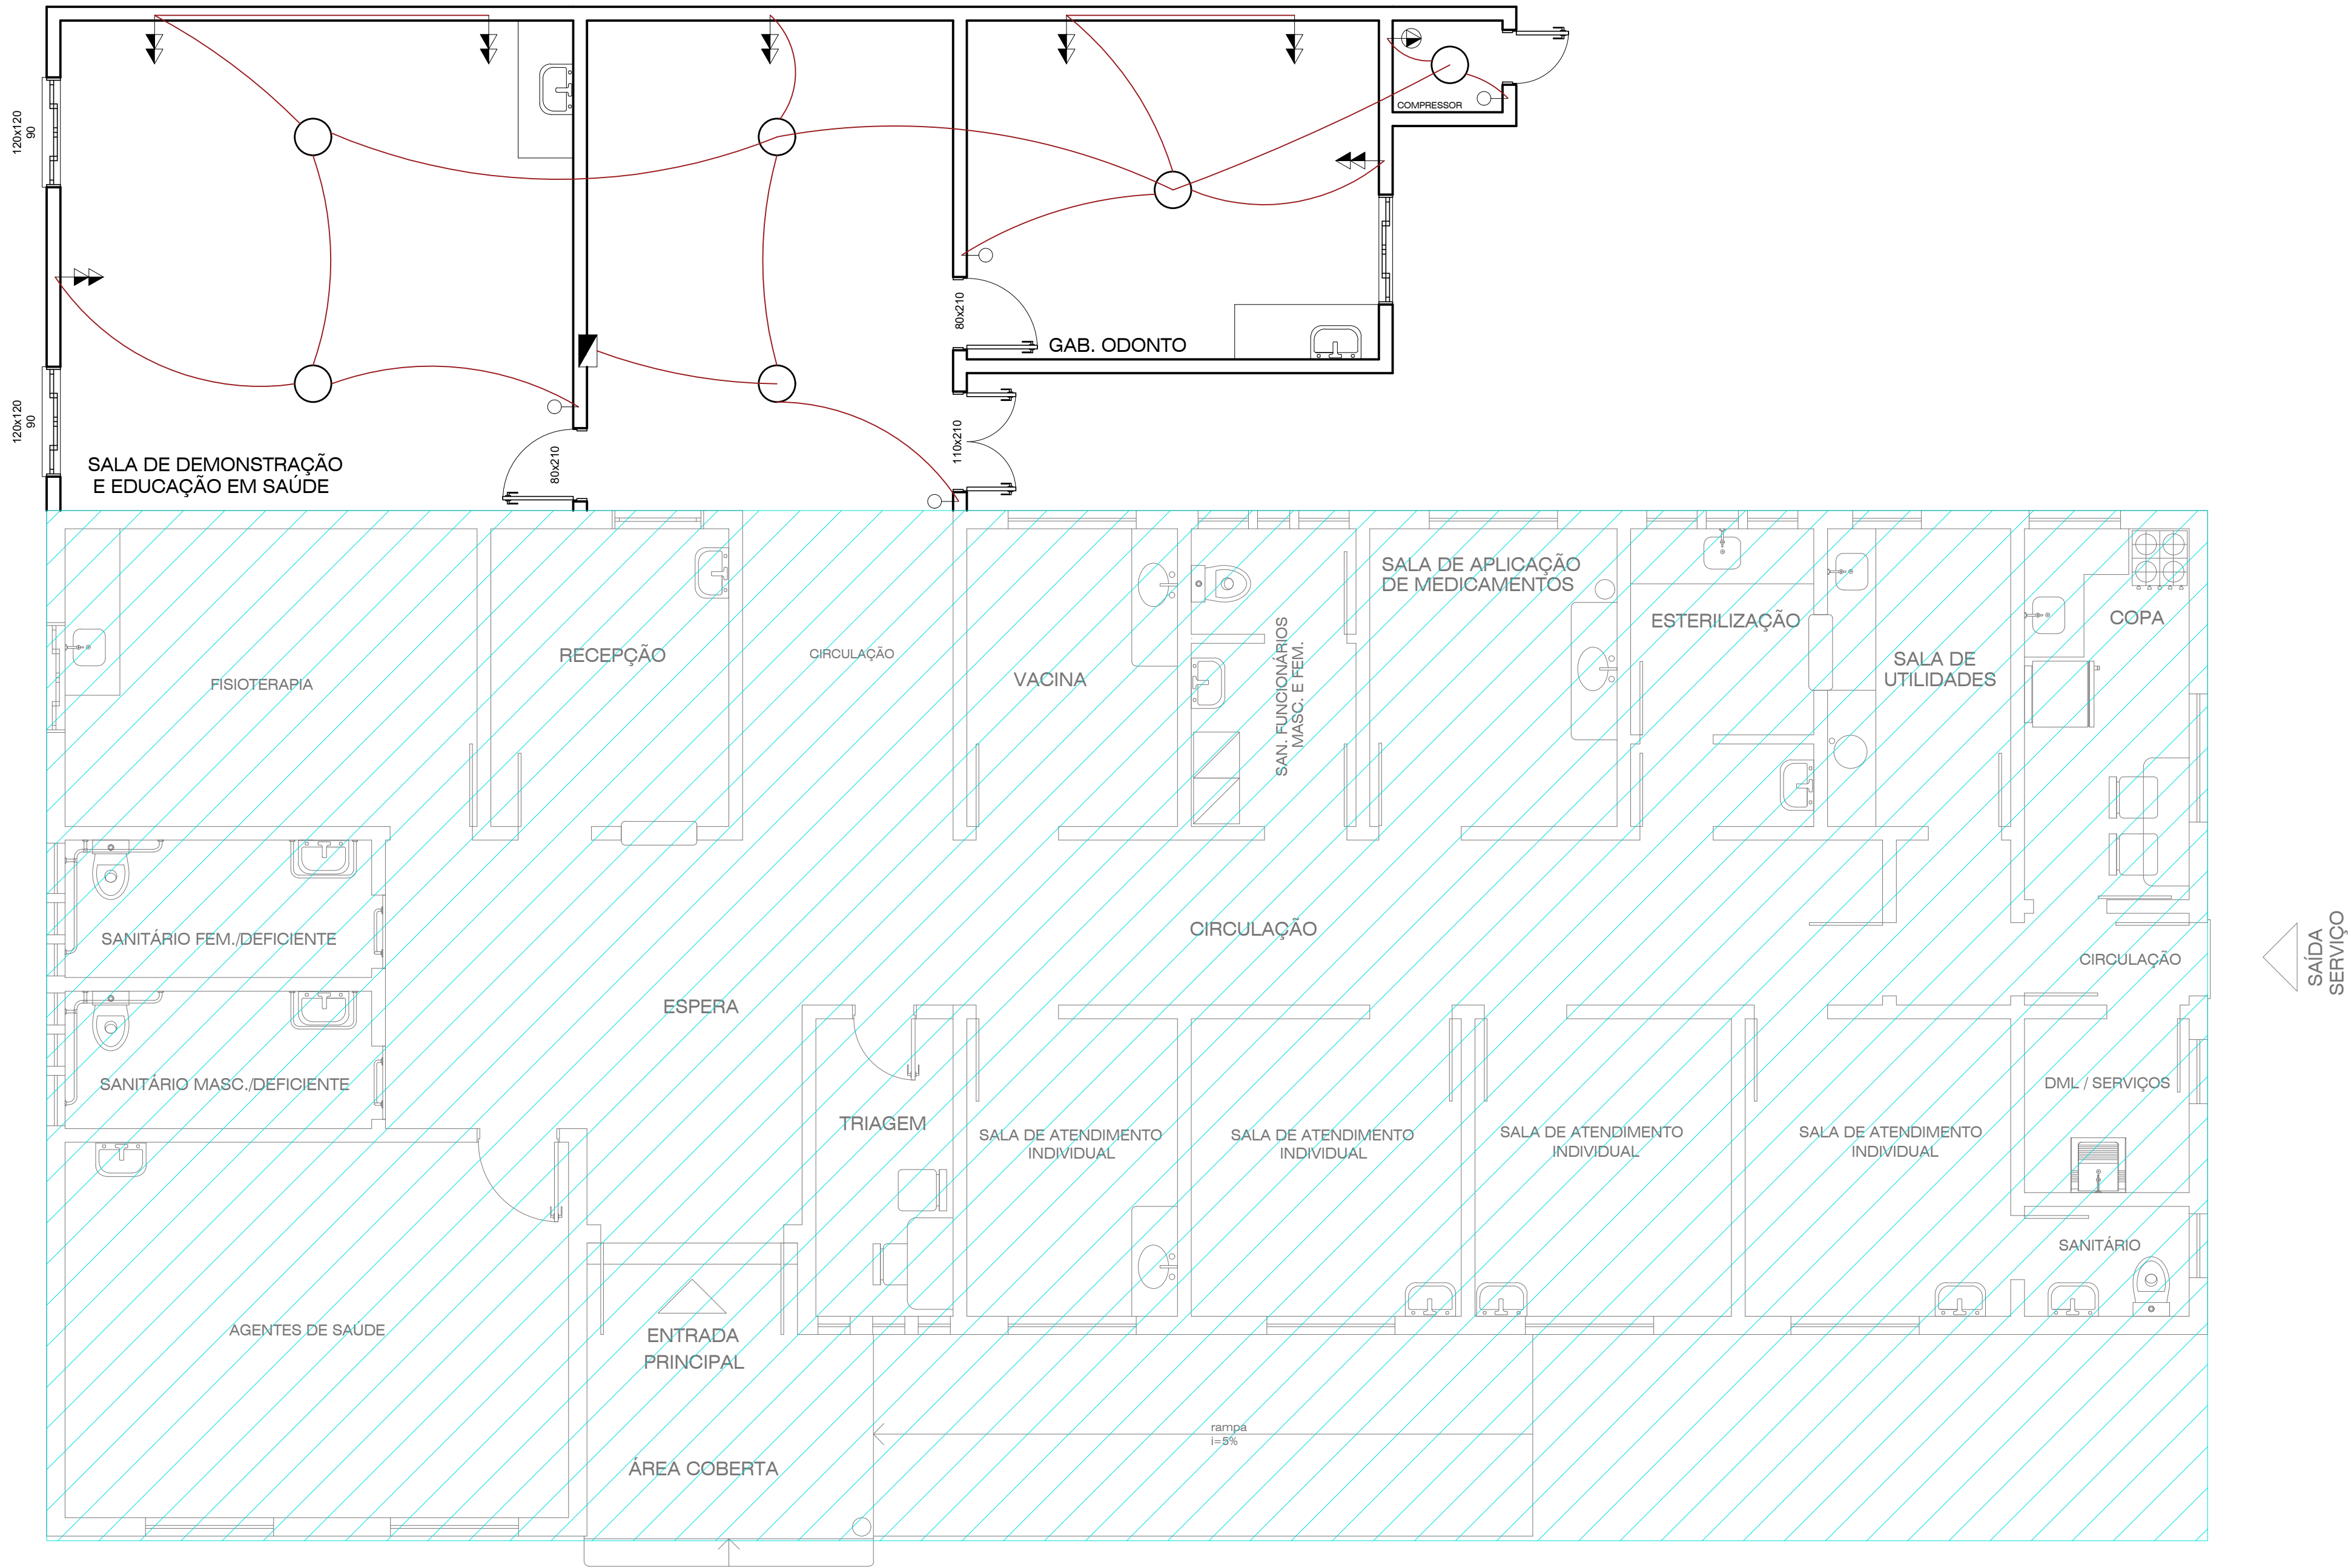 120x120
90
COMPRESSOR
80x210
GAB. ODONTO
120x120
90
110x210
80x210
SALA DE DEMONSTRAÇÃO
E EDUCAÇÃO EM SAÚDE
SALA DE APLICAÇÃO
DE MEDICAMENTOS
ESTERILIZAÇÃO
COPA
RECEPÇÃO
CIRCULAÇÃO
FISIOTERAPIA
VACINA
SAN. FUNCIONÁRIOS
MASC. E FEM.
SALA DE
UTILIDADES
SANITÁRIO FEM./DEFICIENTE
CIRCULAÇÃO
CIRCULAÇÃO
SAÍDA
SERVIÇO
ESPERA
SANITÁRIO MASC./DEFICIENTE
DML / SERVIÇOS
TRIAGEM
SALA DE ATENDIMENTO
INDIVIDUAL
SALA DE ATENDIMENTO
INDIVIDUAL
SALA DE ATENDIMENTO
INDIVIDUAL
SALA DE ATENDIMENTO
INDIVIDUAL
SANITÁRIO
AGENTES DE SAÚDE
ENTRADA
PRINCIPAL
rampa
i=5%
ÁREA COBERTA